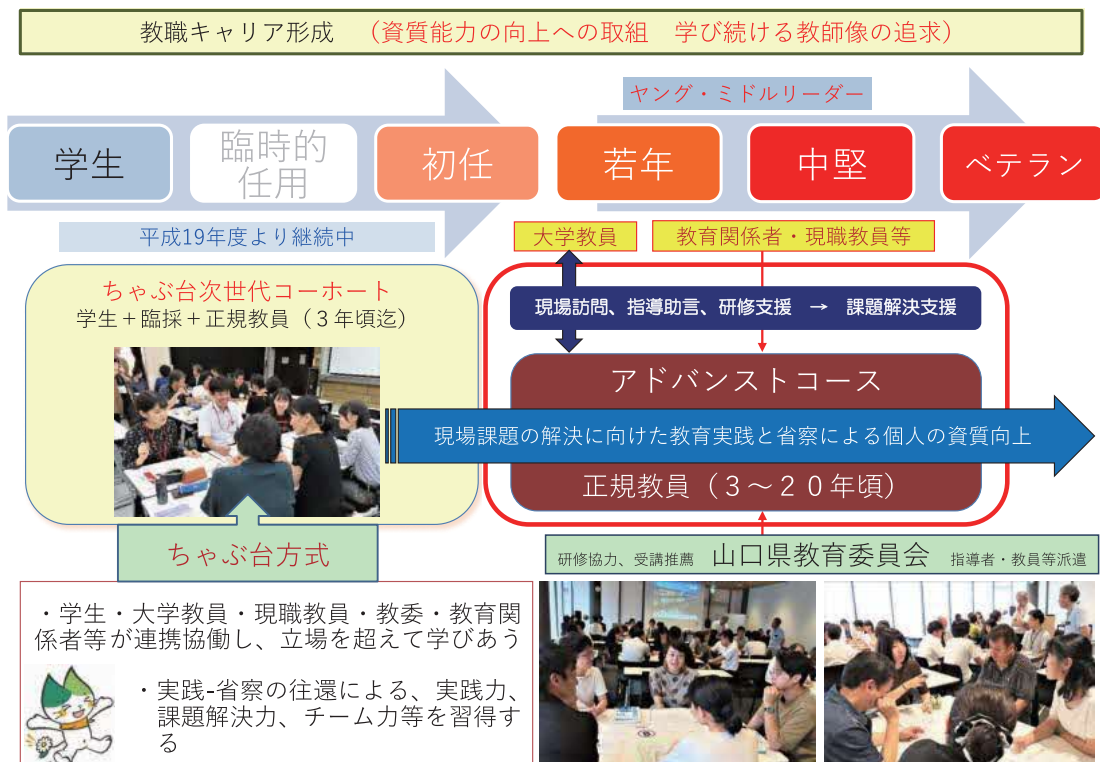 教職キャリア形成 （資質能力の向上への取組 学び続ける教師像の追求）
ヤング・ミドルリーダー
学生
臨時的
任用
初任
若年
中堅
ベテラン
平成19年度より継続中
大学教員
教育関係者・現職教員等
ちゃぶ台次世代コーホート
学生＋臨採＋正規教員（３年頃迄）
現場訪問、指導助言、研修支援 → 課題解決支援
アドバンストコース
現場課題の解決に向けた教育実践と省察による個人の資質向上
正規教員（３～２０年頃）
ちゃぶ台方式
研修協力、受講推薦 山口県教育委員会 指導者・教員等派遣
・学生・大学教員・現職教員・教委・教育関
係者等が連携協働し、立場を超えて学びあう
・実践-省察の往還による、実践力、
課題解決力、チーム力等を習得す
る